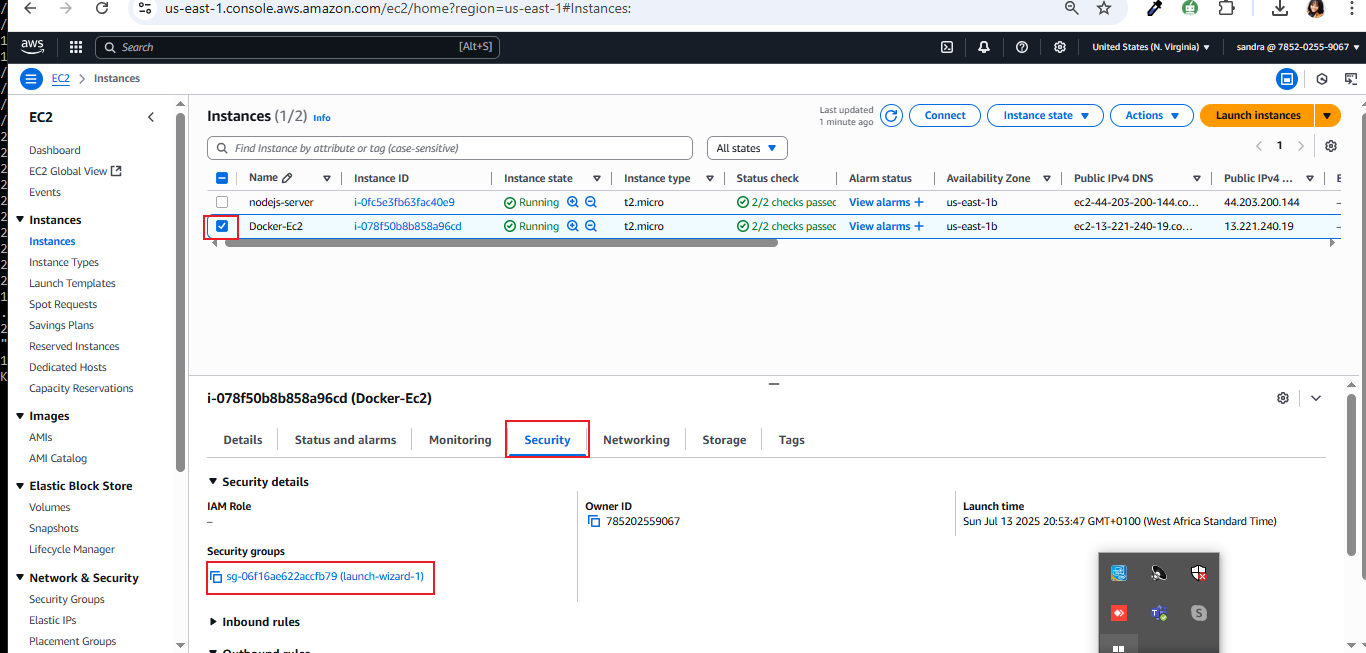 us-east-1.console.aws.amazon.com/ec2/home?region=us-east-1#Instances:
aws
Search
[Alt+S]
United States (N. Virginia)
sandra @ 7852-0255-9067
EC2
Instances
EC2
Dashboard
EC2 Global View
Events
Instances
Instances
Instance Types
Launch Templates
Spot Requests
Savings Plans
Reserved Instances
Dedicated Hosts
Capacity Reservations
Images
AMIs
AMI Catalog
Elastic Block Store
Volumes
Snapshots
Lifecycle Manager
Network & Security
Security Groups
Elastic IPs
Placement Groups
Instances (1/2) Info
Last updated
1 minute ago
Connect
Instance state
Actions
Launch instances
Find Instance by attribute or tag (case-sensitive)
All states
1
Name Instance ID Instance state Instance type Status check Alarm status Availability Zone Public IPv4 DNS Public IPv4 ... E
nodejs-server i-0fc5e3fb63fac40e9 Running t2.micro 2/2 checks passed View alarms + us-east-1b ec2-44-203-200-144.co... 44.203.200.144 –
Docker-Ec2 i-078f50b8b858a96cd Running t2.micro 2/2 checks passed View alarms + us-east-1b ec2-13-221-240-19.co... 13.221.240.19 –
i-078f50b8b858a96cd (Docker-Ec2)
Details
Status and alarms
Monitoring
Security
Networking
Storage
Tags
Security details
IAM Role
–
Owner ID
785202559067
Launch time
Sun Jul 13 2025 20:53:47 GMT+0100 (West Africa Standard Time)
Security groups
sg-06f16ae622accfb79 (launch-wizard-1)
Inbound rules
Outbound rules